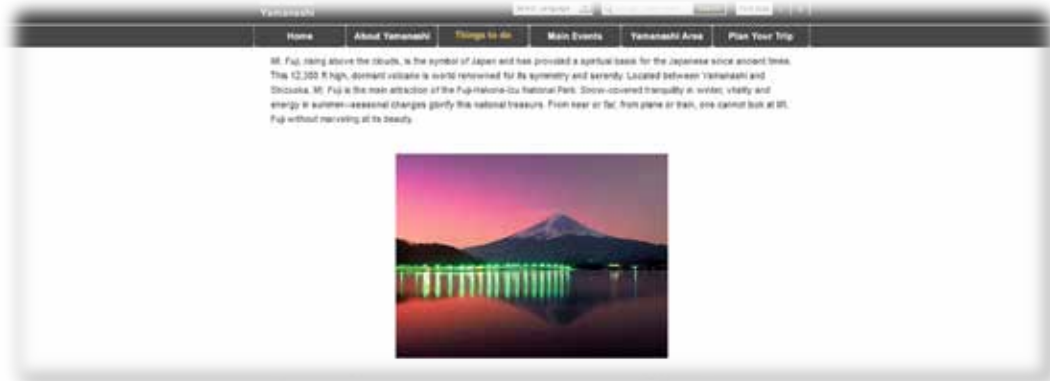 Yamanashi
Select Language
Search
Font Size
Home About Yamanashi Things to do Main Events Yamanashi Area Plan Your Trip
Mt. Fuji, rising above the clouds, is the symbol of Japan and has provided a spiritual basis for the Japanese since ancient times.
This 12,388 ft high, dormant volcano is world renowned for its symmetry and serenity. Located between Yamanashi and
Shizuoka, Mt. Fuji is the main attraction of the Fuji-Hakone-Izu National Park. Snow-covered tranquility in winter, vitality and
energy in summer--seasonal changes glorify this national treasure. From near or far, from plane or train, one cannot look at Mt.
Fuji without marveling at its beauty.